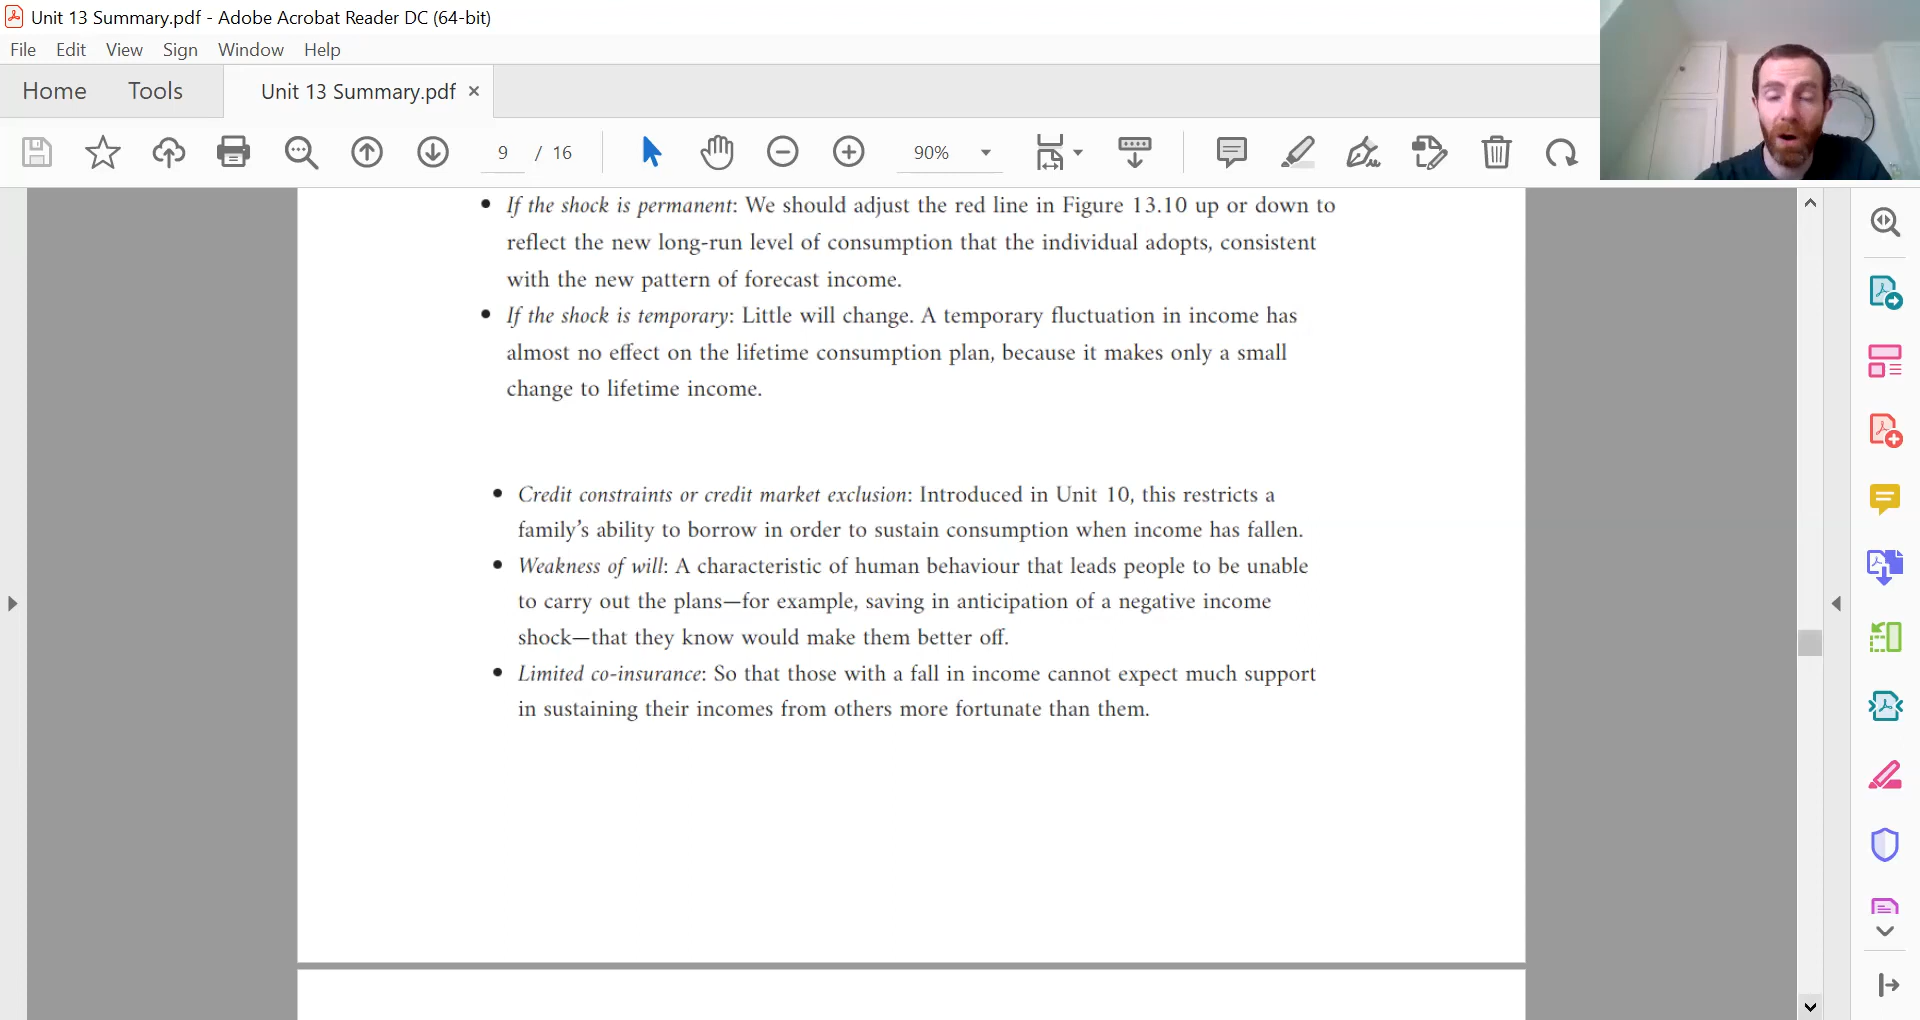 Unit 13 Summary.pdf - Adobe Acrobat Reader DC (64-bit)
File Edit View Sign Window Help
Home Tools Unit 13 Summary.pdf ×
9 / 16 90%
• If the shock is permanent: We should adjust the red line in Figure 13.10 up or down to
reflect the new long-run level of consumption that the individual adopts, consistent
with the new pattern of forecast income.
• If the shock is temporary: Little will change. A temporary fluctuation in income has
almost no effect on the lifetime consumption plan, because it makes only a small
change to lifetime income.
• Credit constraints or credit market exclusion: Introduced in Unit 10, this restricts a
family’s ability to borrow in order to sustain consumption when income has fallen.
• Weakness of will: A characteristic of human behaviour that leads people to be unable
to carry out the plans—for example, saving in anticipation of a negative income
shock—that they know would make them better off.
• Limited co-insurance: So that those with a fall in income cannot expect much support
in sustaining their incomes from others more fortunate than them.